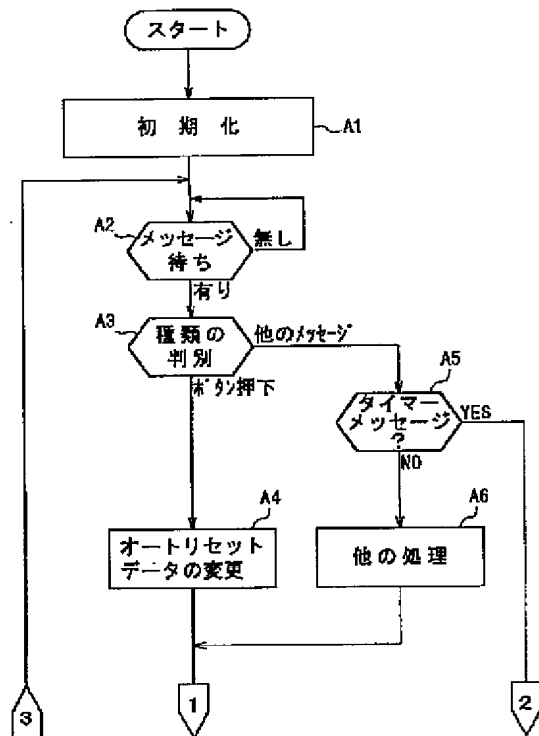 スタート
初期化
A1
A2
メッセージ
待ち
無し
有り
A3
種類の
判別
他のメッセージ
ボタン押下
A5
タイマー
メッセージ
?
YES
NO
A4
オートリセット
データの変更
A6
他の処理
3
1
2